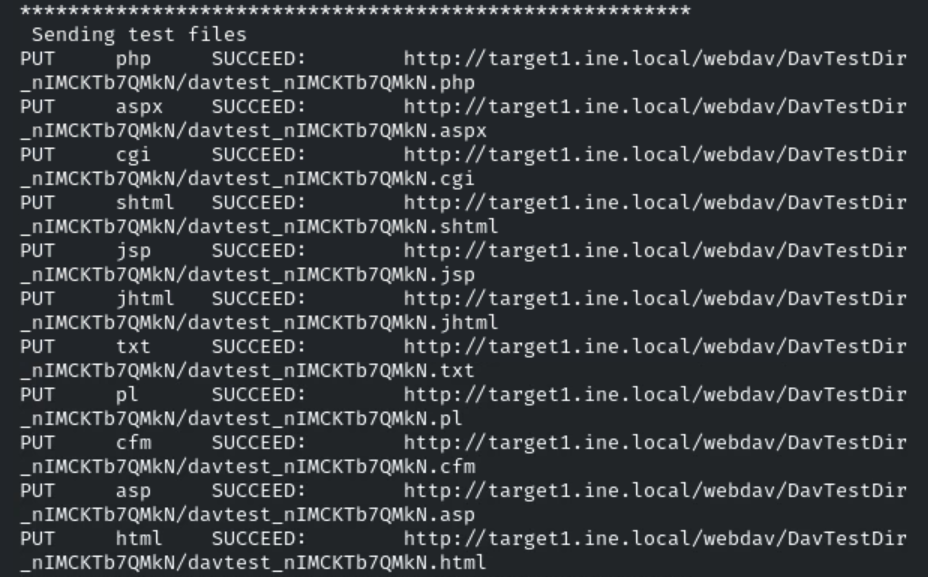 ********************************************************
Sending test files
PUT php SUCCEED: http://target1.ine.local/webdav/DavTestDir
_nIMCKTb7QMkN/davtest_nIMCKTb7QMkN.php
PUT aspx SUCCEED: http://target1.ine.local/webdav/DavTestDir
_nIMCKTb7QMkN/davtest_nIMCKTb7QMkN.aspx
PUT cgi SUCCEED: http://target1.ine.local/webdav/DavTestDir
_nIMCKTb7QMkN/davtest_nIMCKTb7QMkN.cgi
PUT shtml SUCCEED: http://target1.ine.local/webdav/DavTestDir
_nIMCKTb7QMkN/davtest_nIMCKTb7QMkN.shtml
PUT jsp SUCCEED: http://target1.ine.local/webdav/DavTestDir
_nIMCKTb7QMkN/davtest_nIMCKTb7QMkN.jsp
PUT jhtml SUCCEED: http://target1.ine.local/webdav/DavTestDir
_nIMCKTb7QMkN/davtest_nIMCKTb7QMkN.jhtml
PUT txt SUCCEED: http://target1.ine.local/webdav/DavTestDir
_nIMCKTb7QMkN/davtest_nIMCKTb7QMkN.txt
PUT pl SUCCEED: http://target1.ine.local/webdav/DavTestDir
_nIMCKTb7QMkN/davtest_nIMCKTb7QMkN.pl
PUT cfm SUCCEED: http://target1.ine.local/webdav/DavTestDir
_nIMCKTb7QMkN/davtest_nIMCKTb7QMkN.cfm
PUT asp SUCCEED: http://target1.ine.local/webdav/DavTestDir
_nIMCKTb7QMkN/davtest_nIMCKTb7QMkN.asp
PUT html SUCCEED: http://target1.ine.local/webdav/DavTestDir
_nIMCKTb7QMkN/davtest_nIMCKTb7QMkN.html